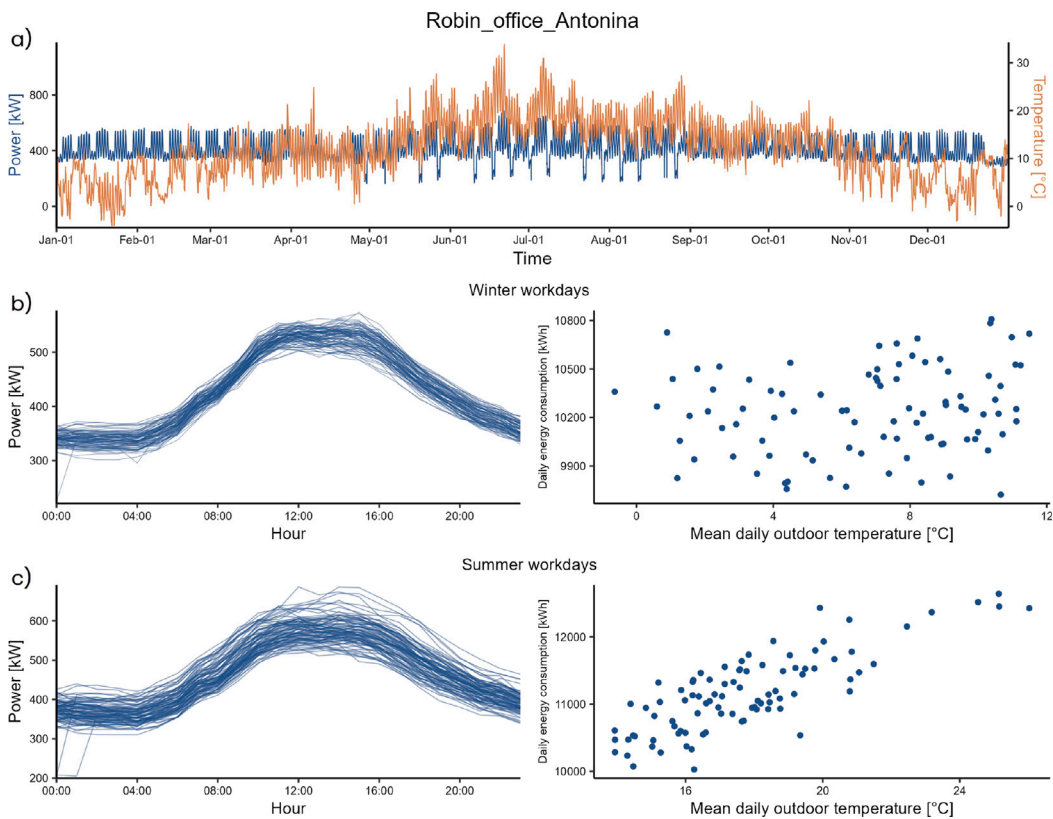 Robin_office_Antonina
a)
Power [kW]
800
400
0
30
20
10
0
Temperature [°C]
Jan-01 Feb-01 Mar-01 Apr-01 May-01 Jun-01 Jul-01 Aug-01 Sep-01 Oct-01 Nov-01 Dec-01
Time
b)
Winter workdays
Power [kW]
500
400
300
00:00 04:00 08:00 12:00 16:00 20:00
Hour
Daily energy consumption [kWh]
10800
10500
10200
9900
0 4 8 12
Mean daily outdoor temperature [°C]
c)
Summer workdays
Power [kW]
600
500
400
300
200
00:00 04:00 08:00 12:00 16:00 20:00
Hour
Daily energy consumption [kWh]
12000
11000
10000
16 20 24
Mean daily outdoor temperature [°C]